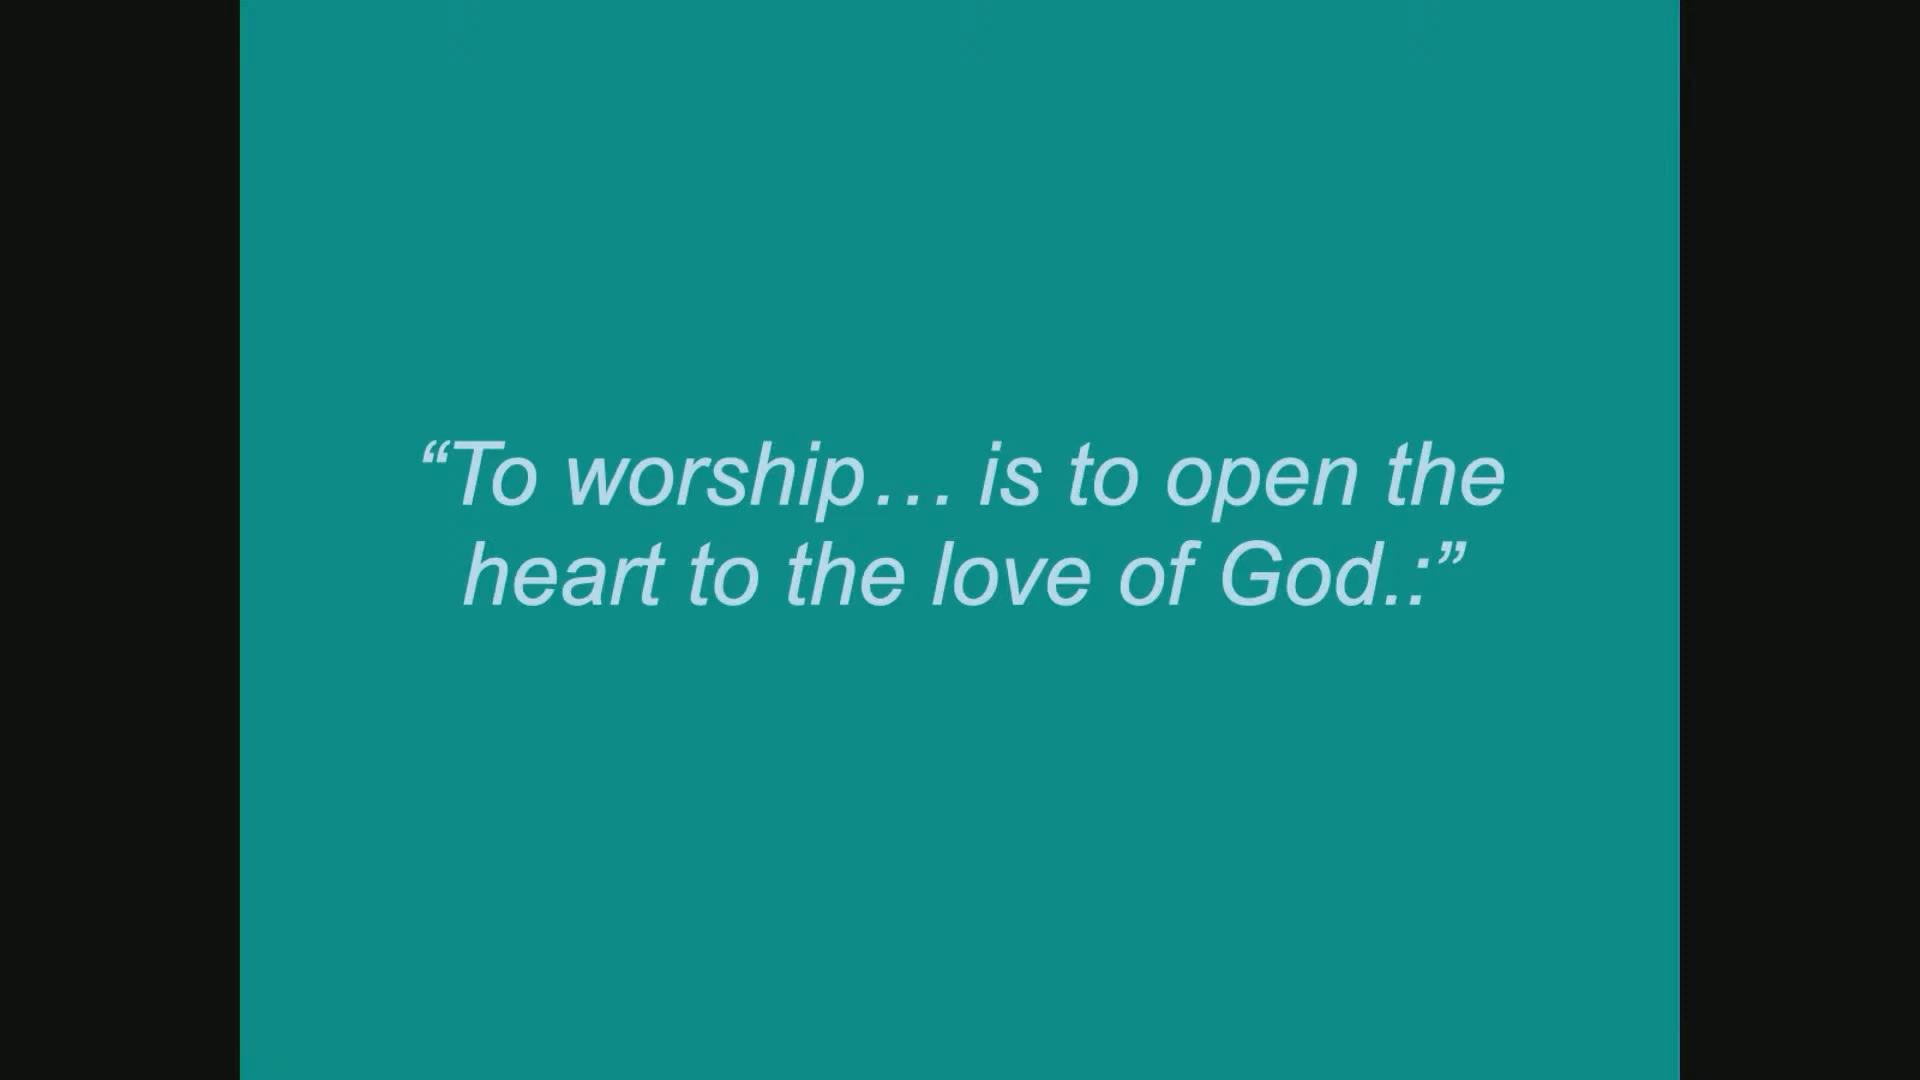 “To worship… is to open the
heart to the love of God.:”